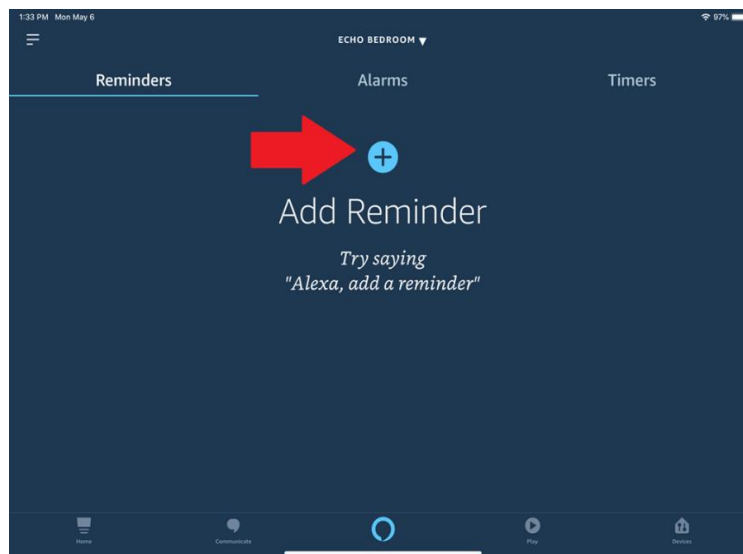 1:33 PM Mon May 6
97%
ECHO BEDROOM
Reminders
Alarms
Timers
Add Reminder
Try saying
"Alexa, add a reminder"
Home
Communicate
Play
Devices